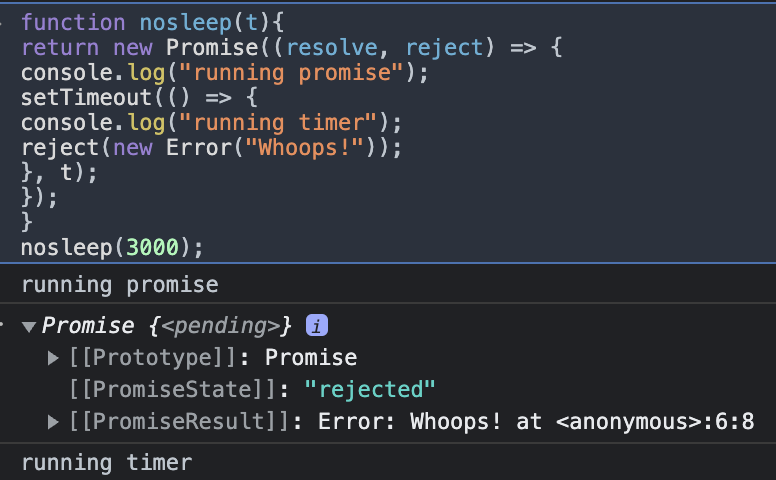 function nosleep(t){
return new Promise((resolve, reject) => {
console.log("running promise");
setTimeout(() => {
console.log("running timer");
reject(new Error("Whoops!"));
}, t);
});
}
nosleep(3000);
running promise
▼Promise {<pending>} i
▶[[Prototype]]: Promise
[[PromiseState]]: "rejected"
▶[[PromiseResult]]: Error: Whoops! at <anonymous>:6:8
running timer